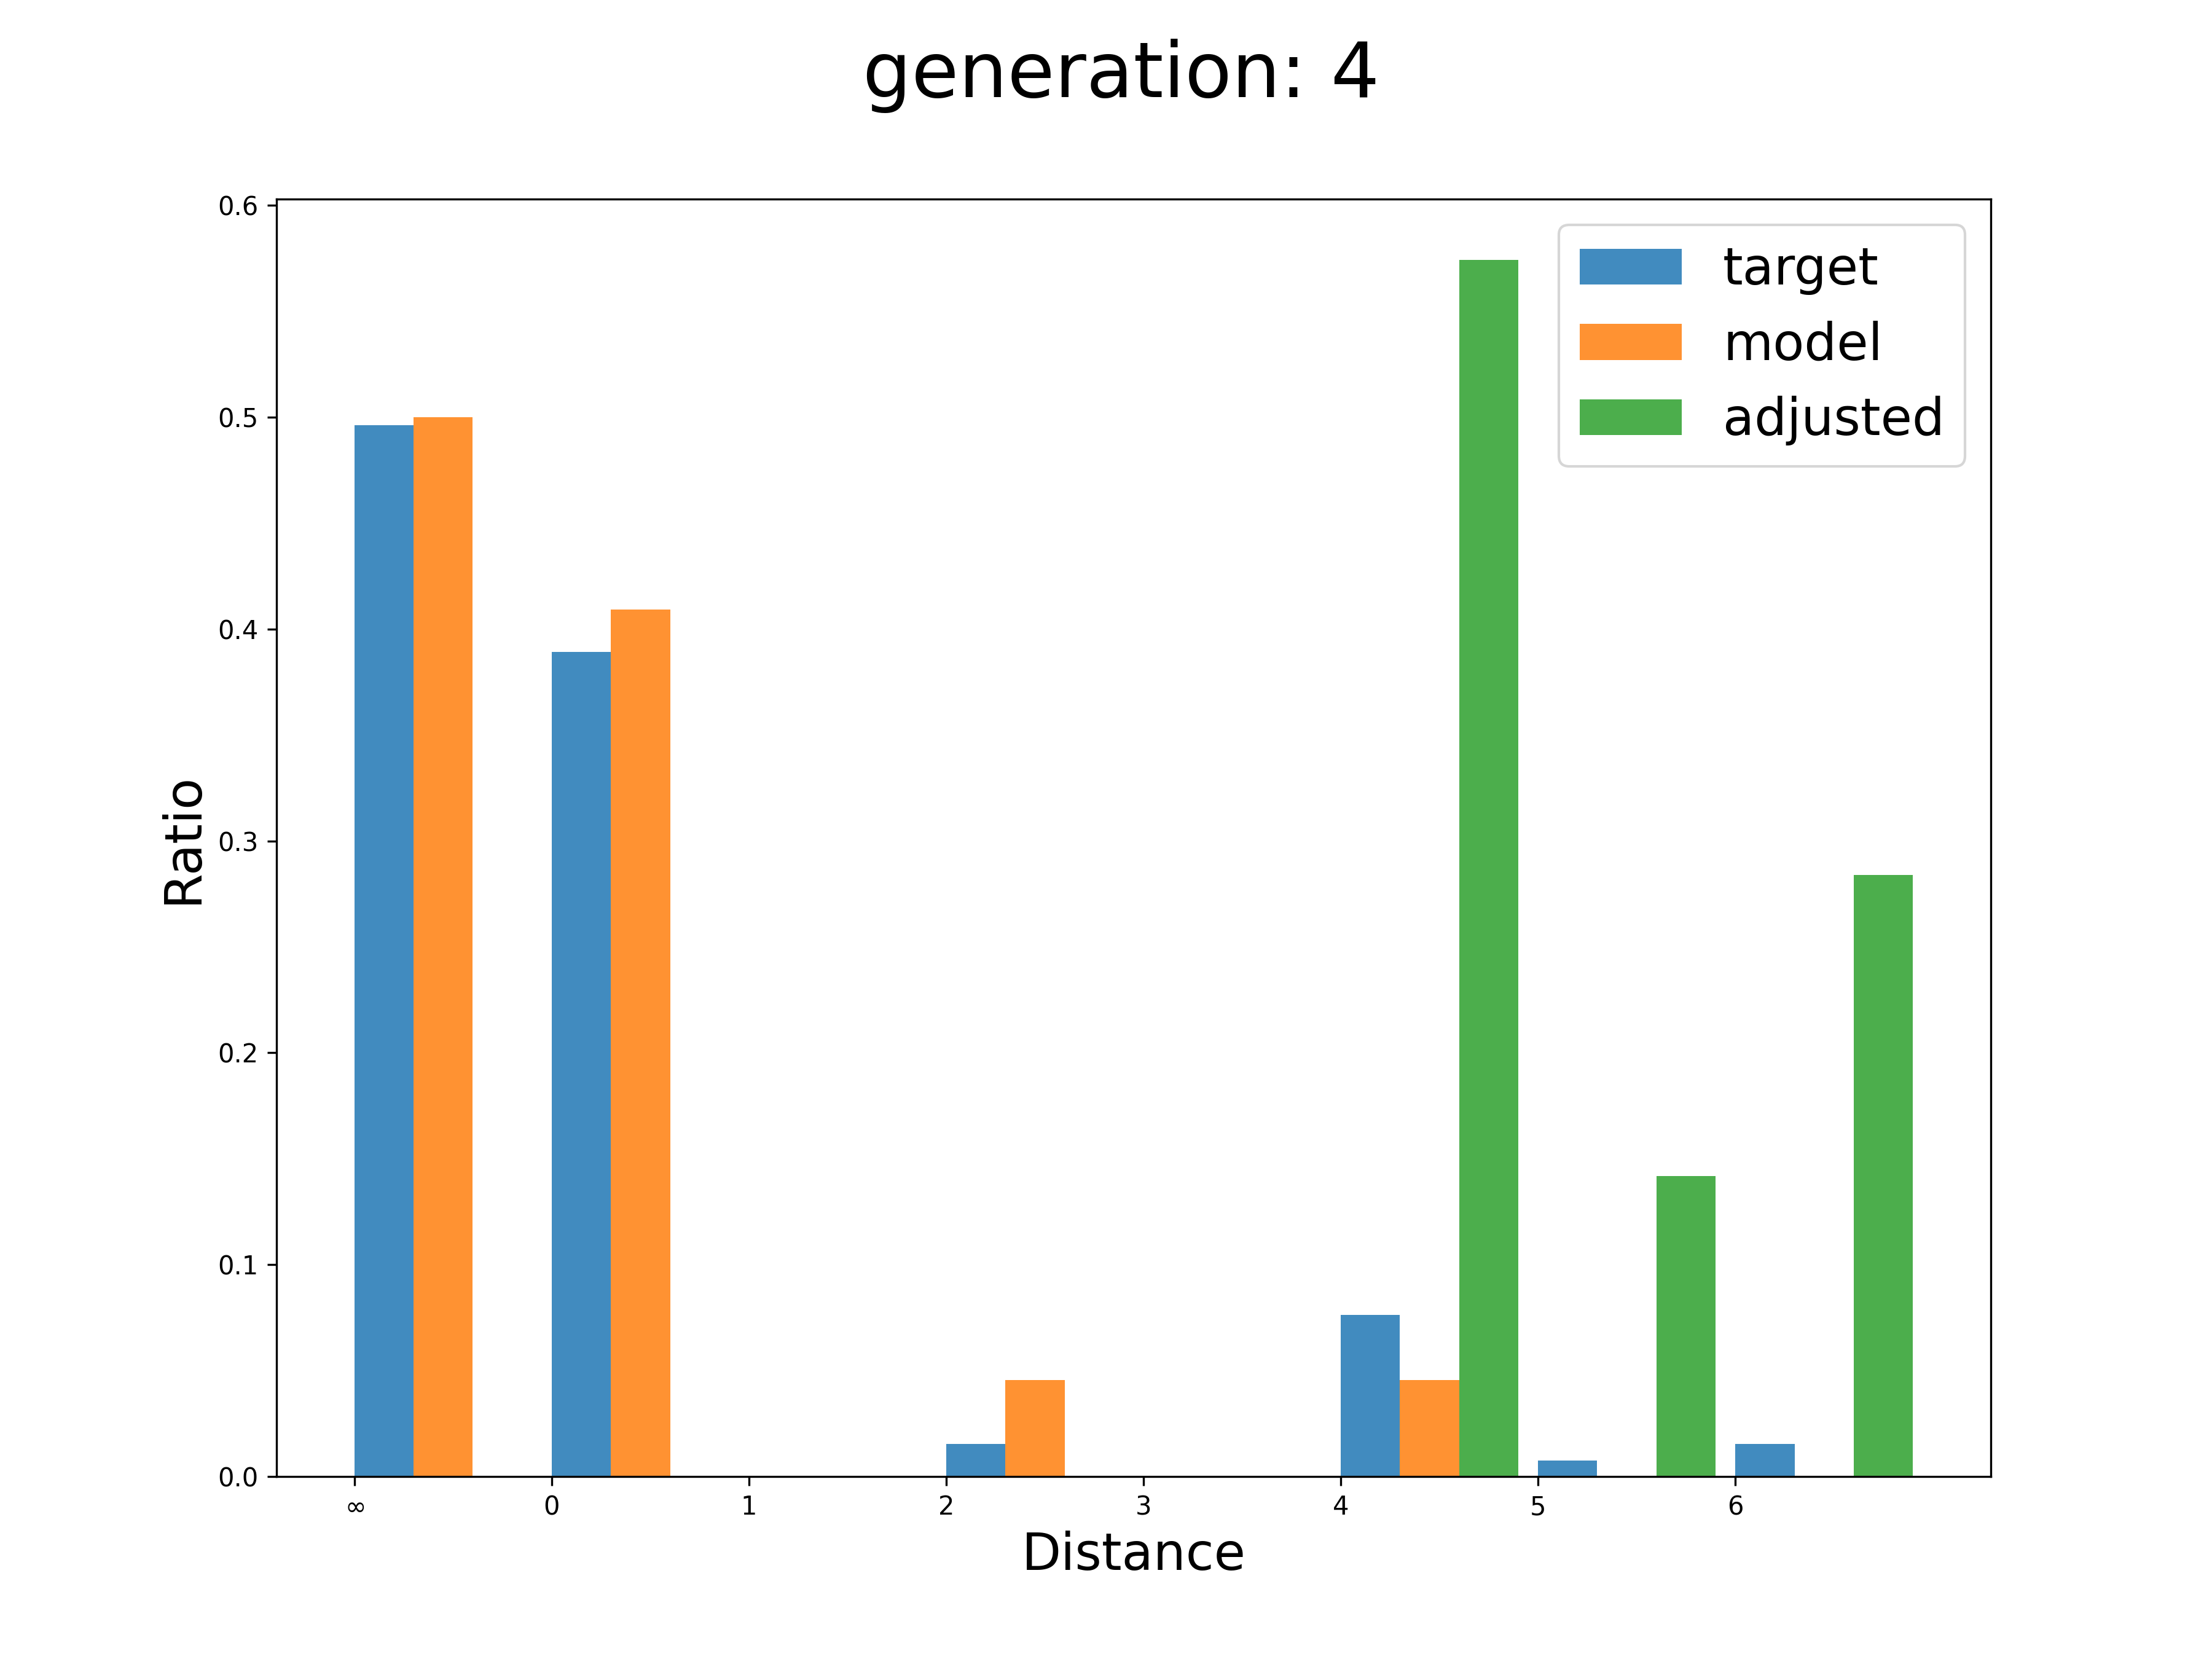 generation: 4
target
model
adjusted
Ratio
0.6
0.5
0.4
0.3
0.2
0.1
0.0
∞ 0 1 2 3 4 5 6
Distance